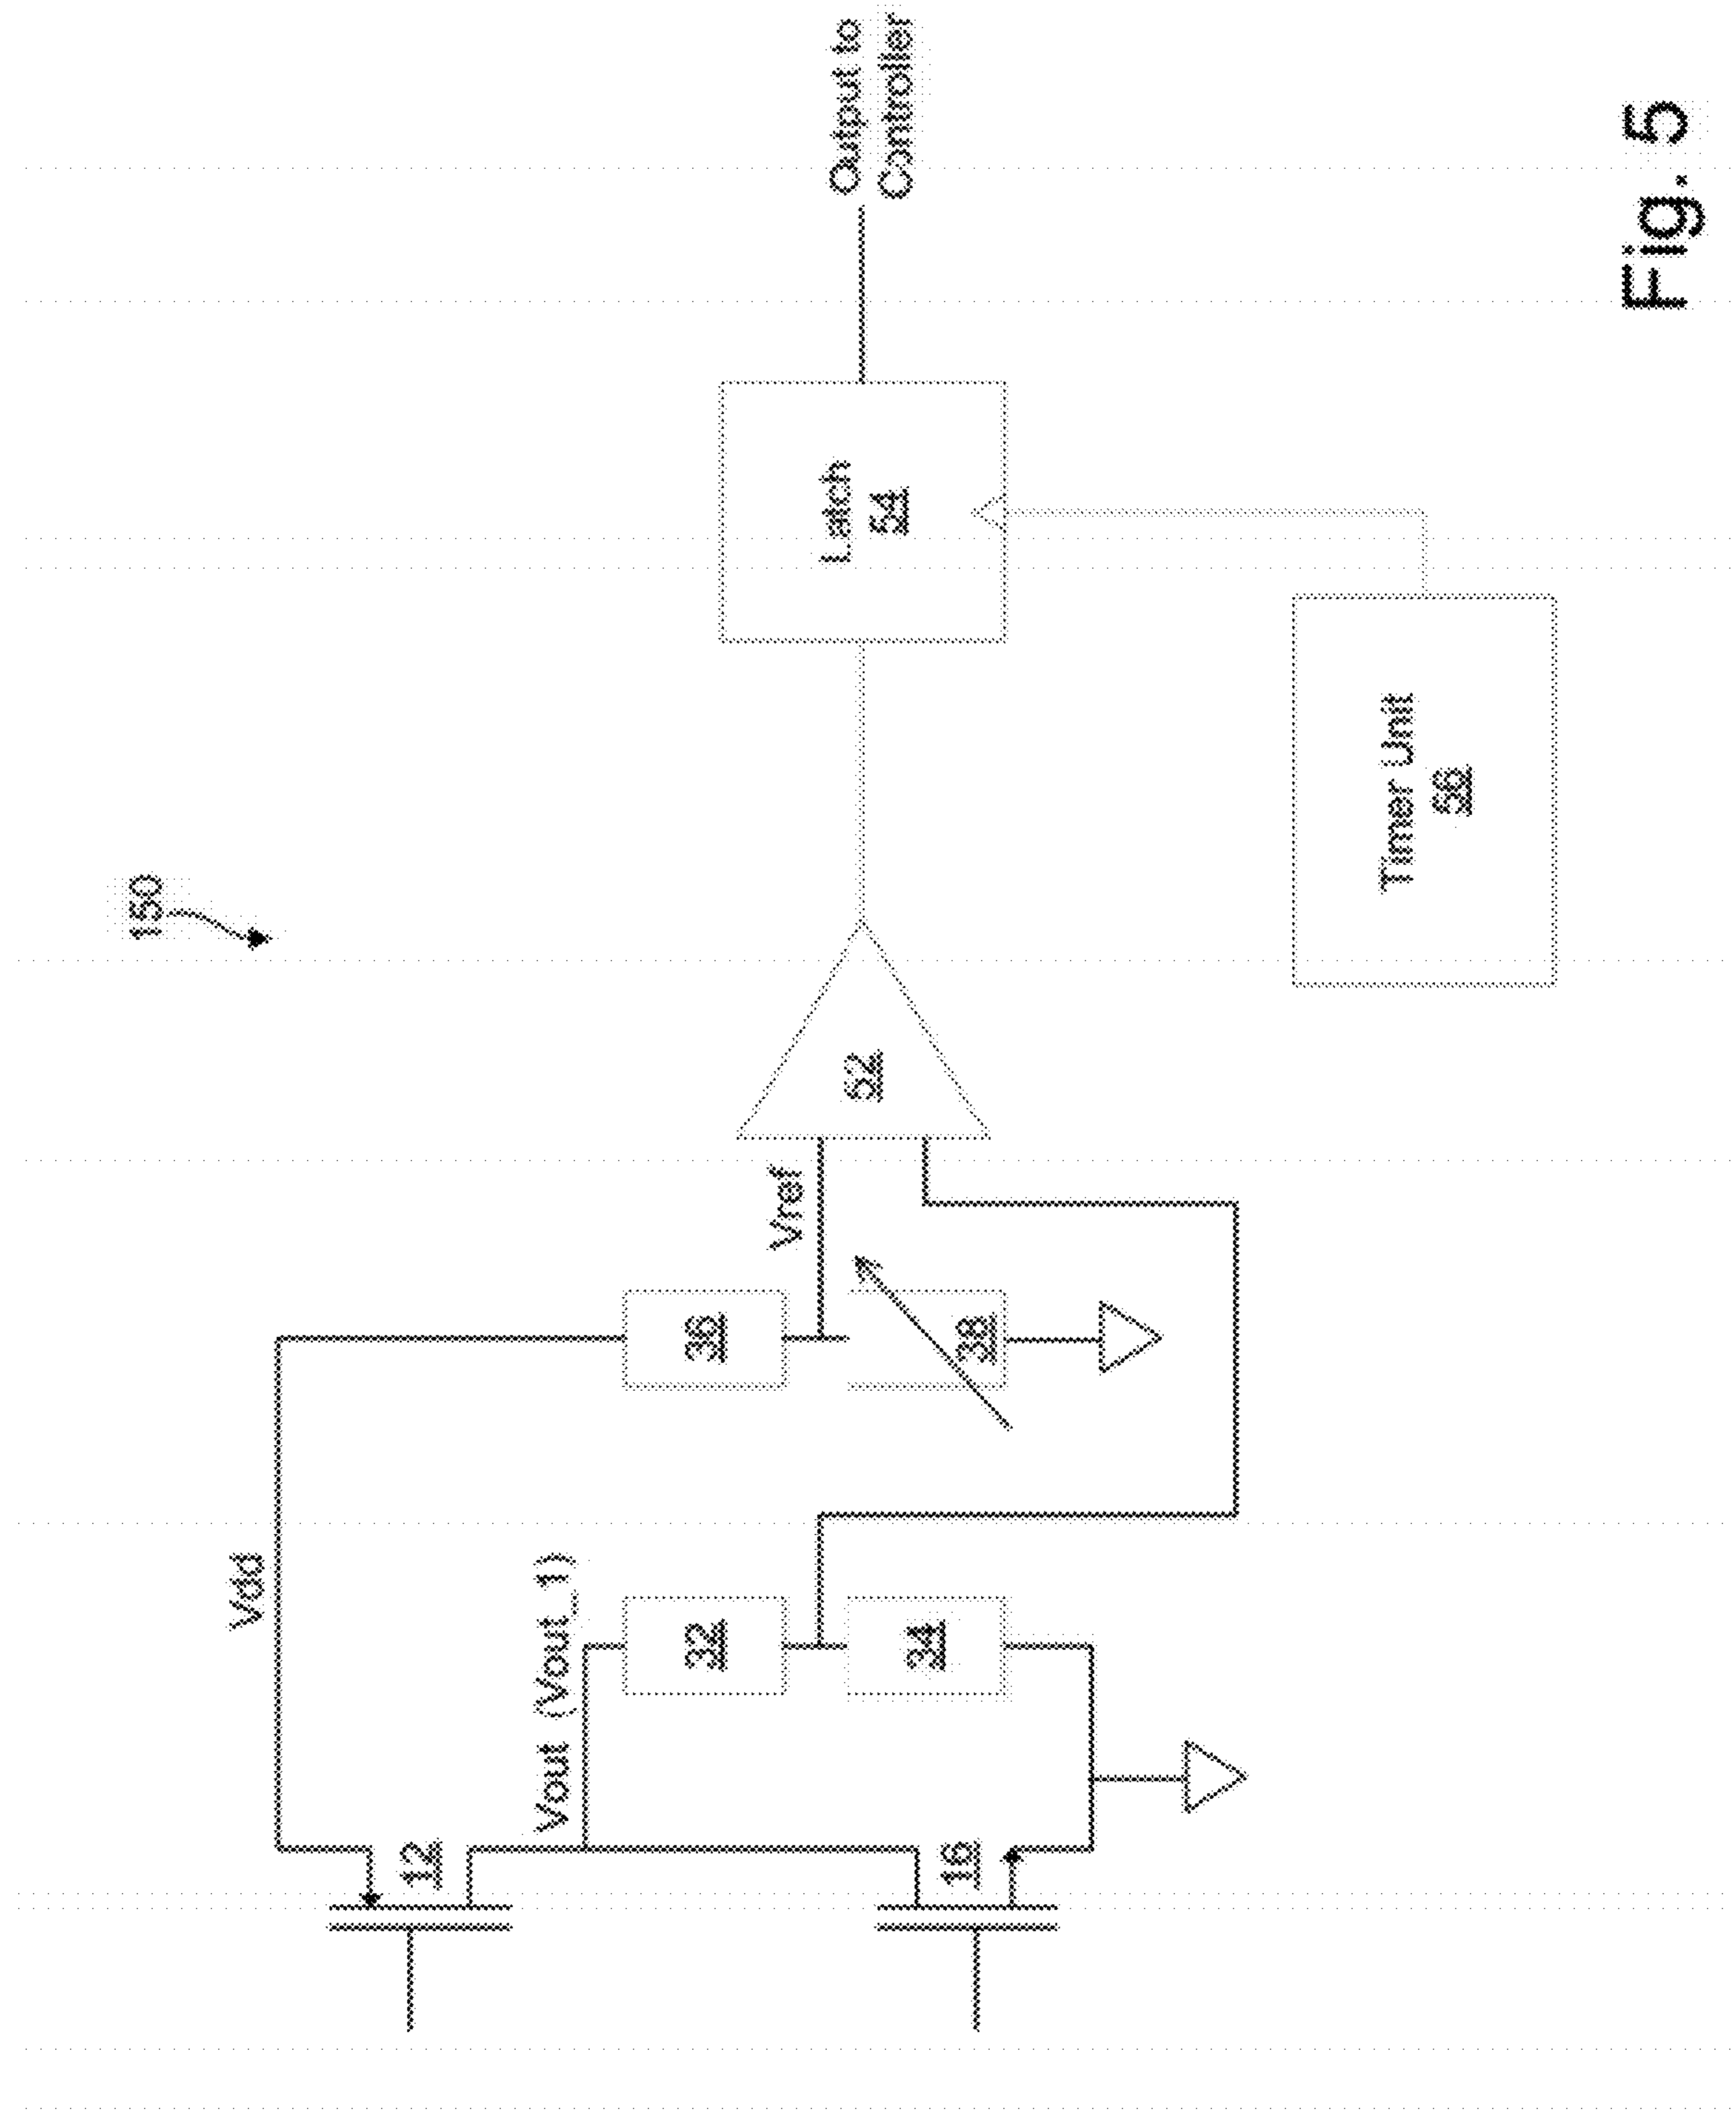 150
Vdd
12
Vout (Vout_1)
32
36
Vref
34
38
16
52
Latch
54
Output to
Controller
Timer Unit
56
Fig. 5